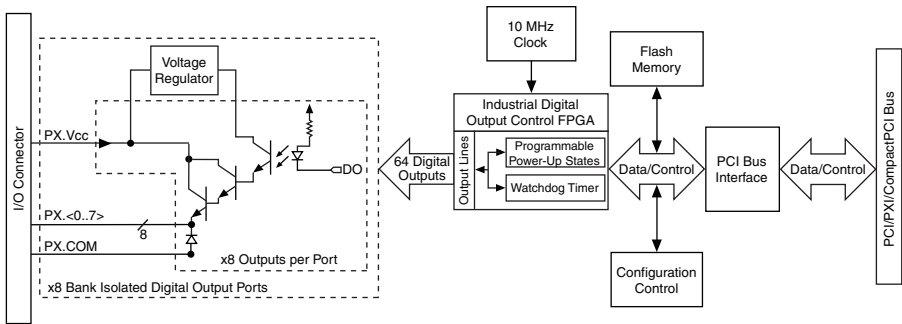 I/O Connector
PX.Vcc
PX.<0..7>
8
PX.COM
Voltage
Regulator
DO
x8 Outputs per Port
x8 Bank Isolated Digital Output Ports
64 Digital
Outputs
10 MHz
Clock
Industrial Digital
Output Control FPGA
Output Lines
Programmable
Power-Up States
Watchdog Timer
Flash
Memory
Data/Control
Configuration
Control
PCI Bus
Interface
Data/Control
PCI/PXI/CompactPCI Bus